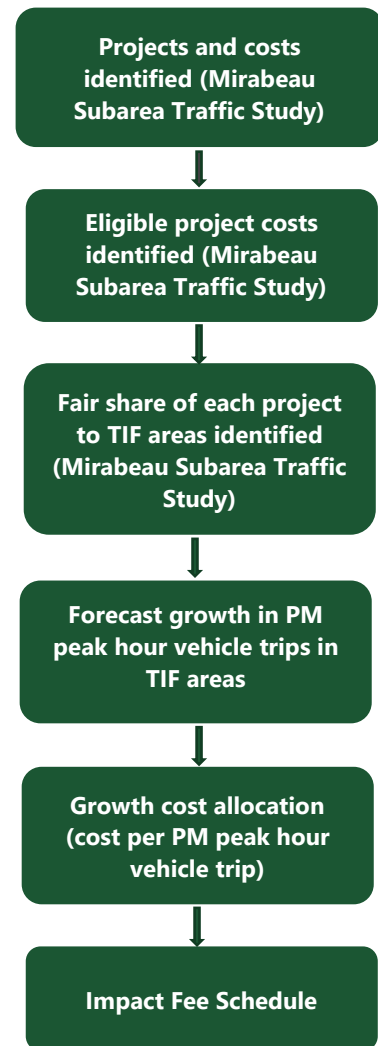 Projects and costs
identified (Mirabeau
Subarea Traffic Study)
Eligible project costs
identified (Mirabeau
Subarea Traffic Study)
Fair share of each project
to TIF areas identified
(Mirabeau Subarea Traffic
Study)
Forecast growth in PM
peak hour vehicle trips in
TIF areas
Growth cost allocation
(cost per PM peak hour
vehicle trip)
Impact Fee Schedule